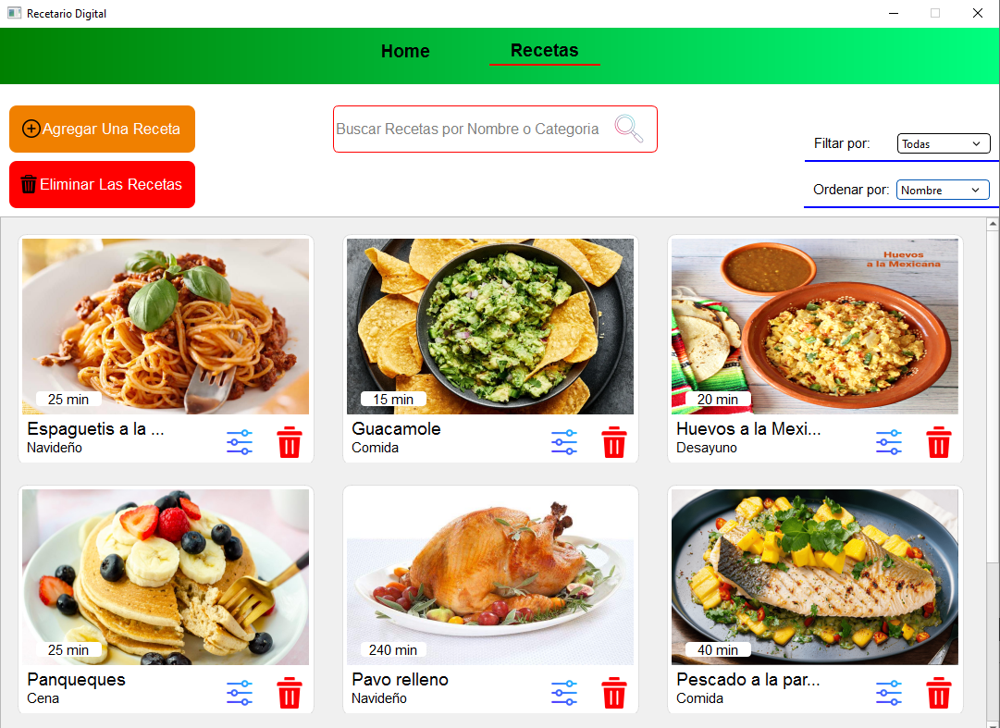 Recetario Digital
Home
Recetas
Agregar Una Receta
Buscar Recetas por Nombre o Categoria
Filtar por:
Todas
Eliminar Las Recetas
Ordenar por:
Nombre
25 min
Espaguetis a la ...
Navideño
15 min
Guacamole
Comida
Huevos
a la Mexicana
20 min
Huevos a la Mexi...
Desayuno
25 min
Panqueques
Cena
240 min
Pavo relleno
Navideño
40 min
Pescado a la par...
Comida